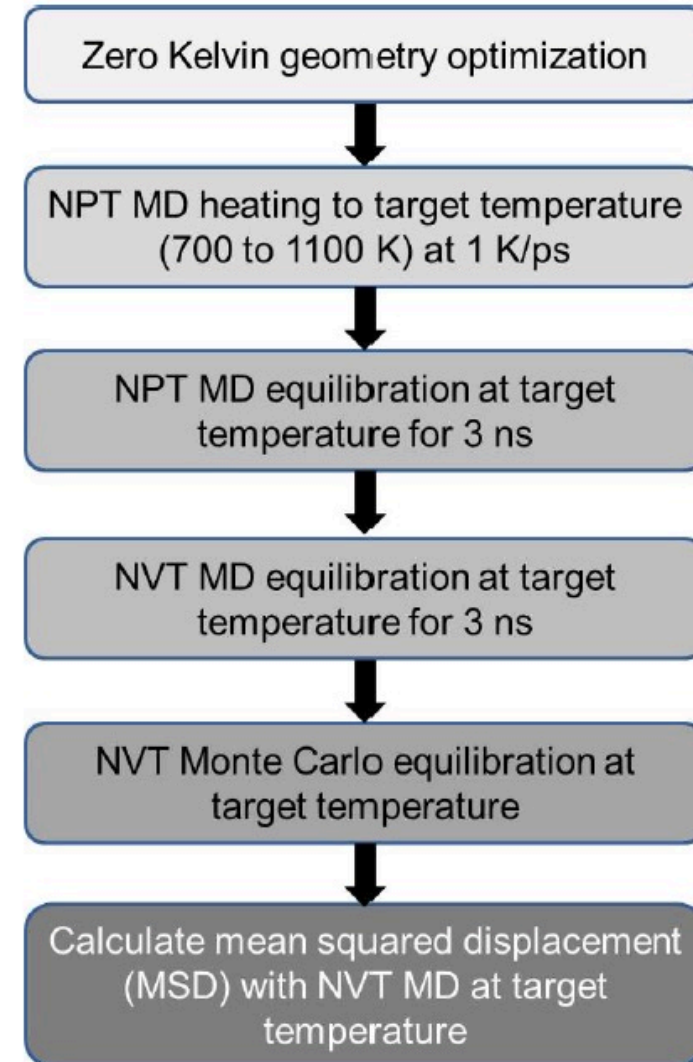 Zero Kelvin geometry optimization
NPT MD heating to target temperature
(700 to 1100 K) at 1 K/ps
NPT MD equilibration at target
temperature for 3 ns
NVT MD equilibration at target
temperature for 3 ns
NVT Monte Carlo equilibration at
target temperature
Calculate mean squared displacement
(MSD) with NVT MD at target
temperature